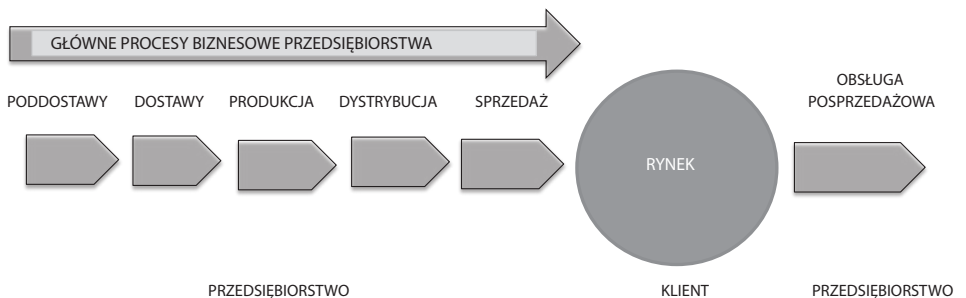 GŁÓWNE PROCESY BIZNESOWE PRZEDSIĘBIORSTWA
PODDOSTAWY DOSTAWY PRODUKCJA DYSTRYBUCJA SPRZEDAŻ
OBSŁUGA
POSPRZEDAŻOWA
RYNEK
PRZEDSIĘBIORSTWO KLIENT PRZEDSIĘBIORSTWO